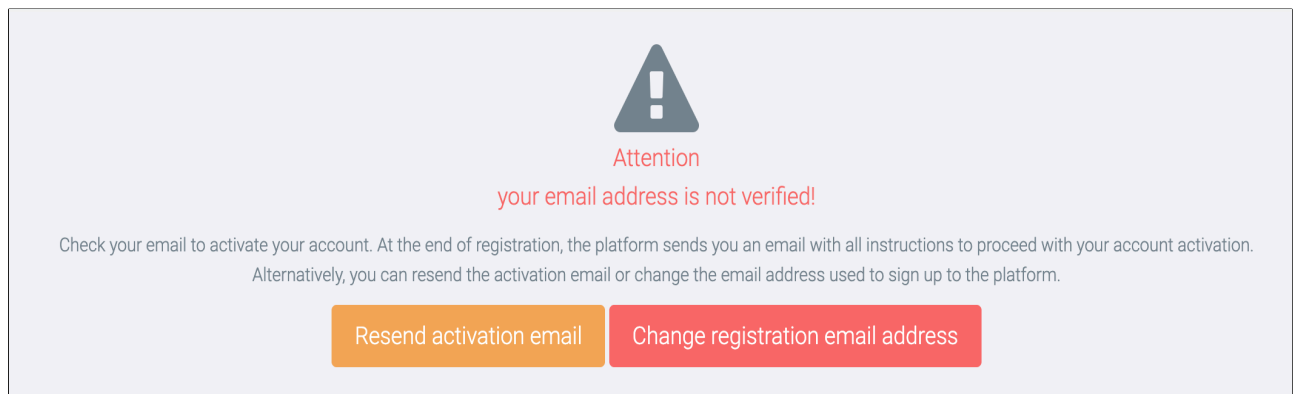 Attention
your email address is not verified!
Check your email to activate your account. At the end of registration, the platform sends you an email with all instructions to proceed with your account activation.
Alternatively, you can resend the activation email or change the email address used to sign up to the platform.
Resend activation email
Change registration email address